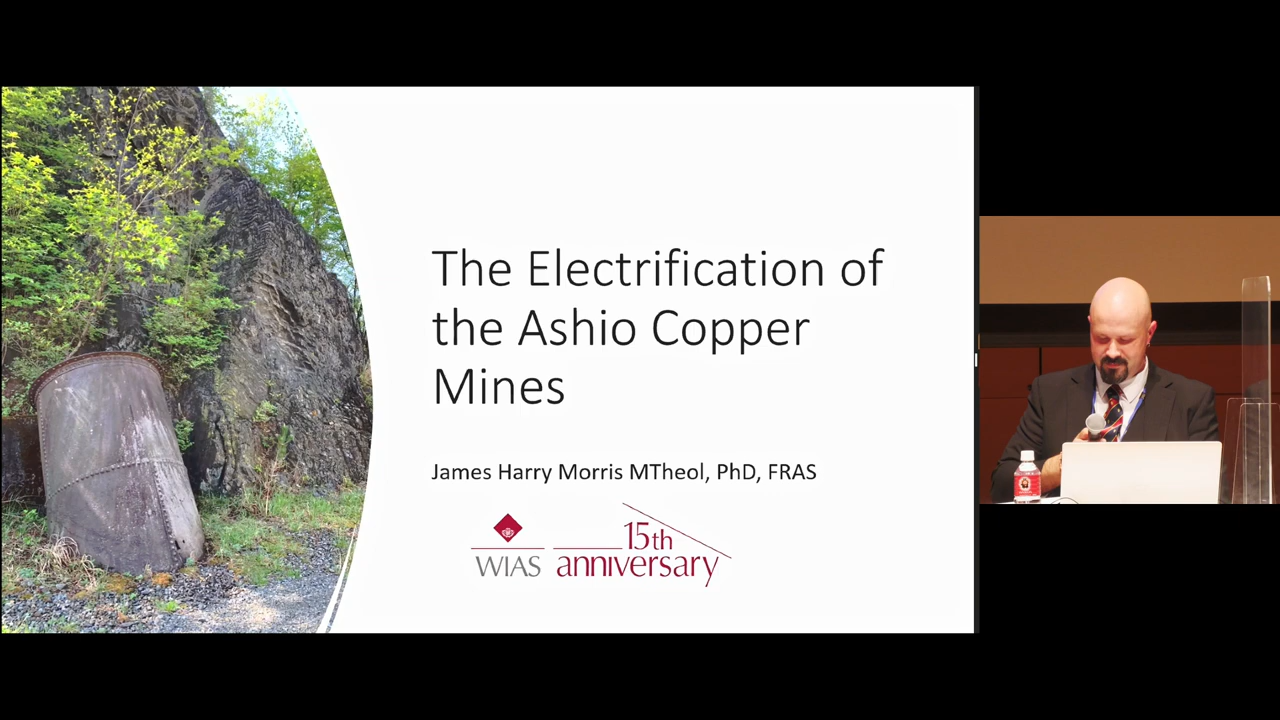 The Electrification of
the Ashio Copper
Mines
James Harry Morris MTheol, PhD, FRAS
WIAS
15th
anniversary